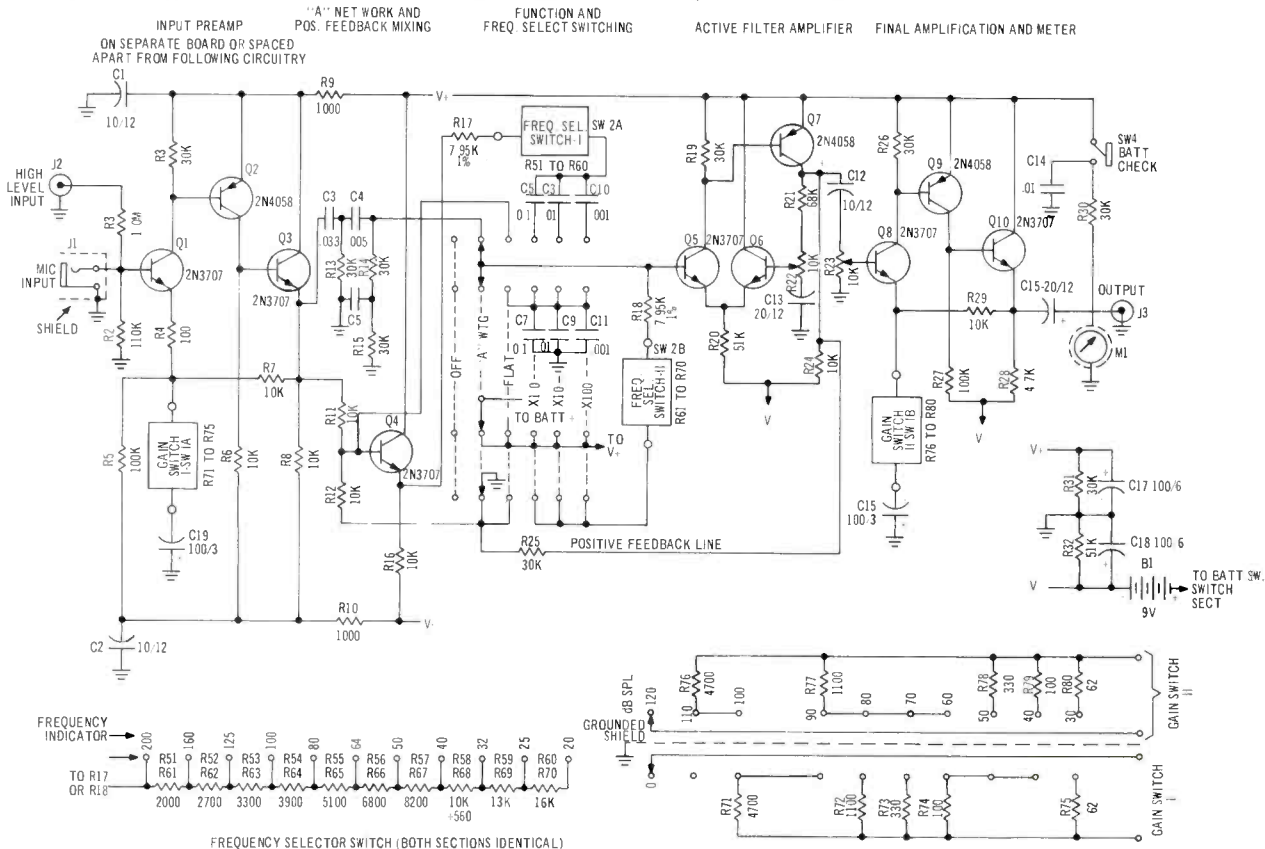 INPUT PREAMP
ON SEPARATE BOARD OR SPACED
APART FROM FOLLOWING CIRCUITRY
"A" NET WORK AND
POS. FEEDBACK MIXING
FUNCTION AND
FREQ. SELECT SWITCHING
ACTIVE FILTER AMPLIFIER
FINAL AMPLIFICATION AND METER
C1
10/12
R9
1000
V+
R17
7.95K
1%
FREQ. SEL.
SWITCH-I
SW 2A
R51 TO R60
C5
0 1
C3
.01
C10
.001
J2
HIGH
LEVEL
INPUT
R3
1.0M
R3
30K
Q2
2N4058
J1
MIC
INPUT
SHIELD
Q1
2N3707
R2
110K
R4
100
Q3
2N3707
C3
.033
C4
.005
R13
30K
R14
30K
C5
R15
30K
R5
100K
GAIN
SWITCH
I-SW 1A
R71 TO R75
C19
100/3
R6
10K
R7
10K
R8
10K
R11
10K
R12
10K
Q4
2N3707
R16
10K
R10
1000
V-
C2
10/12
OFF
"A" WTG
FLAT
X1 0
X10
X100
C7
0 1
C9
.01
C11
.001
TO BATT +
TO
V+
R18
7.95K
1%
SW 2B
FREQ
SEL.
SWITCH-II
R61 TO R70
R25
30K
POSITIVE FEEDBACK LINE
R19
30K
Q7
2N4058
Q5
2N3707
Q6
R20
51K
V
R21
68K
R22
10K
C12
10/12
R23
10K
C13
20/12
R24
10K
R26
30K
Q9
2N4058
Q8
2N3707
Q10
2N3707
R29
10K
R27
100K
R28
4 7K
V
GAIN
SWITCH
II SW 1B
R76 TO R80
C15
100/3
C14
.01
SW4
BATT
CHECK
R30
30K
C15-20/12
OUTPUT
J3
M1
V+
R31
30K
C17 100/6
R32
51K
C18 100 6
V
B1
9V
TO BATT SW.
SWITCH
SECT
FREQUENCY
INDICATOR
200
160
125
100
80
64
50
40
32
25
20
R51
R52
R53
R54
R55
R56
R57
R58
R59
R60
TO R17
OR R18
R61
R62
R63
R64
R65
R66
R67
R68
R69
R70
2000
2700
3300
3900
5100
6800
8200
10K
+560
13K
16K
FREQUENCY SELECTOR SWITCH (BOTH SECTIONS IDENTICAL)
dB SPL
120
110
R76
4700
100
90
R77
1100
80
70
60
50
R78
330
40
R79
100
30
R80
62
GAIN SWITCH
II
GROUNDED
SHIELD
0
R71
4700
R72
1100
R73
330
R74
100
R75
62
GAIN SWITCH
I